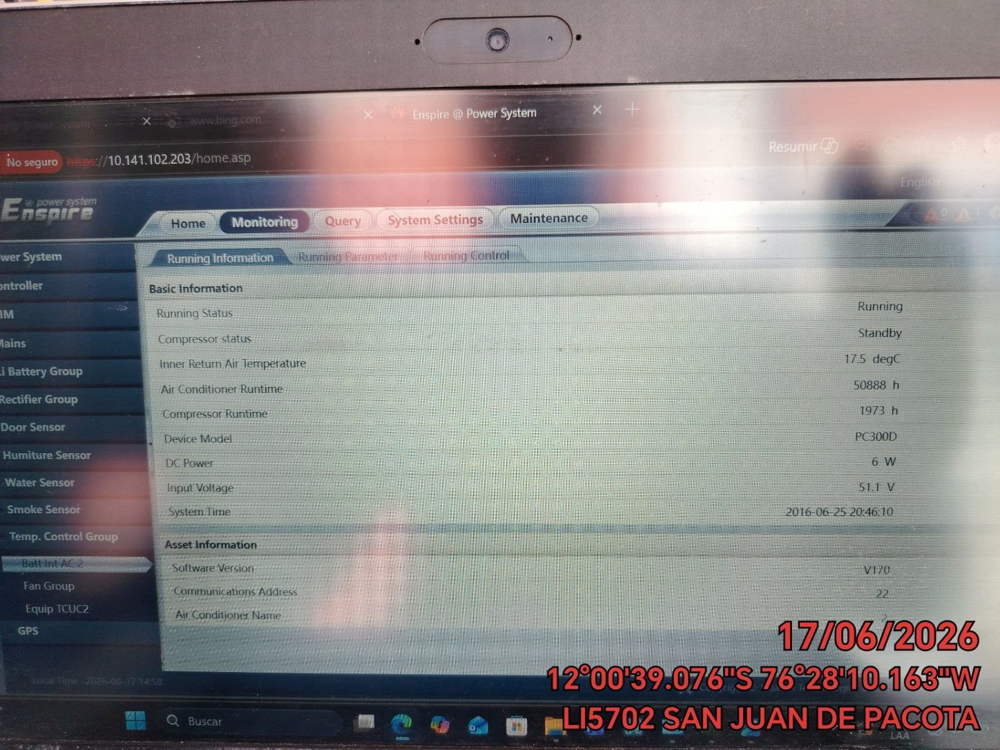 www.bing.com
Enspire @ Power System
Resumir
No seguro https://10.141.102.203/home.asp
English
Enspire power system
Home Monitoring Query System Settings Maintenance
0 1
Running Information Running Parameter Running Control
wer System
ontroller
IM
Mains
Li Battery Group
Rectifier Group
Door Sensor
Humiture Sensor
Water Sensor
Smoke Sensor
Temp. Control Group
Batt Int AC.2
Fan Group
Equip TCUC2
GPS
Basic Information
Running Status Running
Compressor status Standby
Inner Return Air Temperature 17.5 degC
Air Conditioner Runtime 50888 h
Compressor Runtime 1973 h
Device Model PC300D
DC Power 6 W
Input Voltage 51.1 V
System Time 2016-06-25 20:46:10
Asset Information
Software Version V170
Communications Address 22
Air Conditioner Name 2
Local Time 2026-06-17 14:58
Buscar
LAA
17/06/2026
12°00'39.076"S 76°28'10.163"W
LI5702 SAN JUAN DE PACOTA